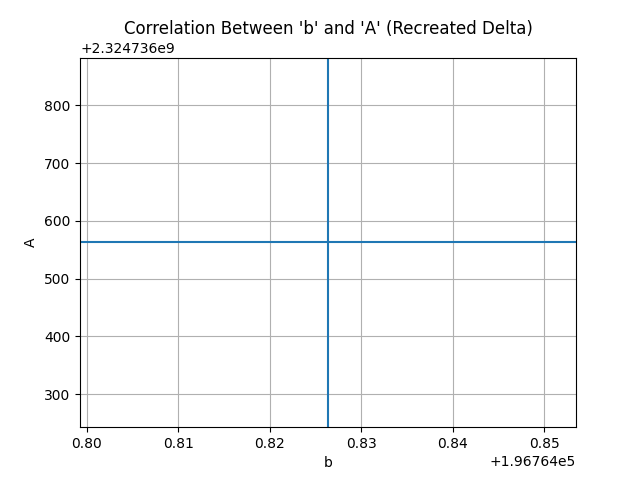 Correlation Between 'b' and 'A' (Recreated Delta)
+2.324736e9
800
700
600
500
400
300
A
0.80 0.81 0.82 0.83 0.84 0.85
b
+1.96764e5